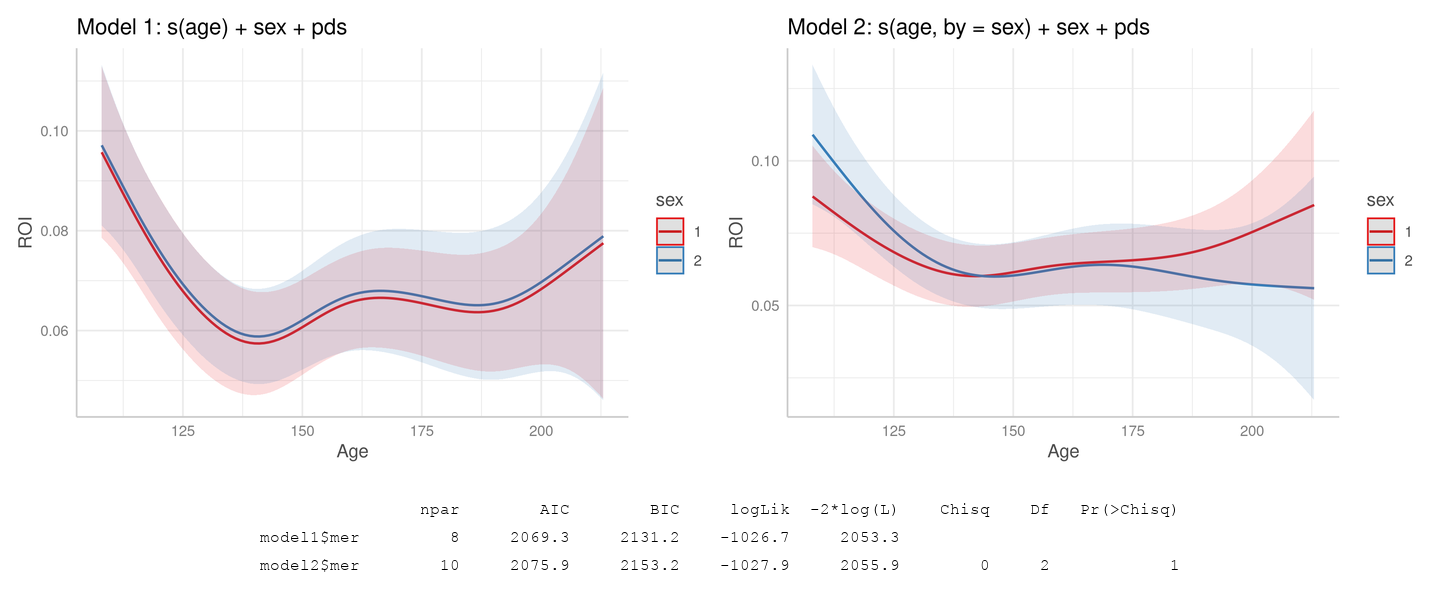 Model 1: s(age) + sex + pds
0.10
0.08
0.06
ROI
125 150 175 200
Age
sex
1
2
Model 2: s(age, by = sex) + sex + pds
0.10
0.05
ROI
125 150 175 200
Age
sex
1
2
npar AIC BIC logLik -2*log(L) Chisq Df Pr(>Chisq)
model1$mer 8 2069.3 2131.2 -1026.7 2053.3
model2$mer 10 2075.9 2153.2 -1027.9 2055.9 0 2 1